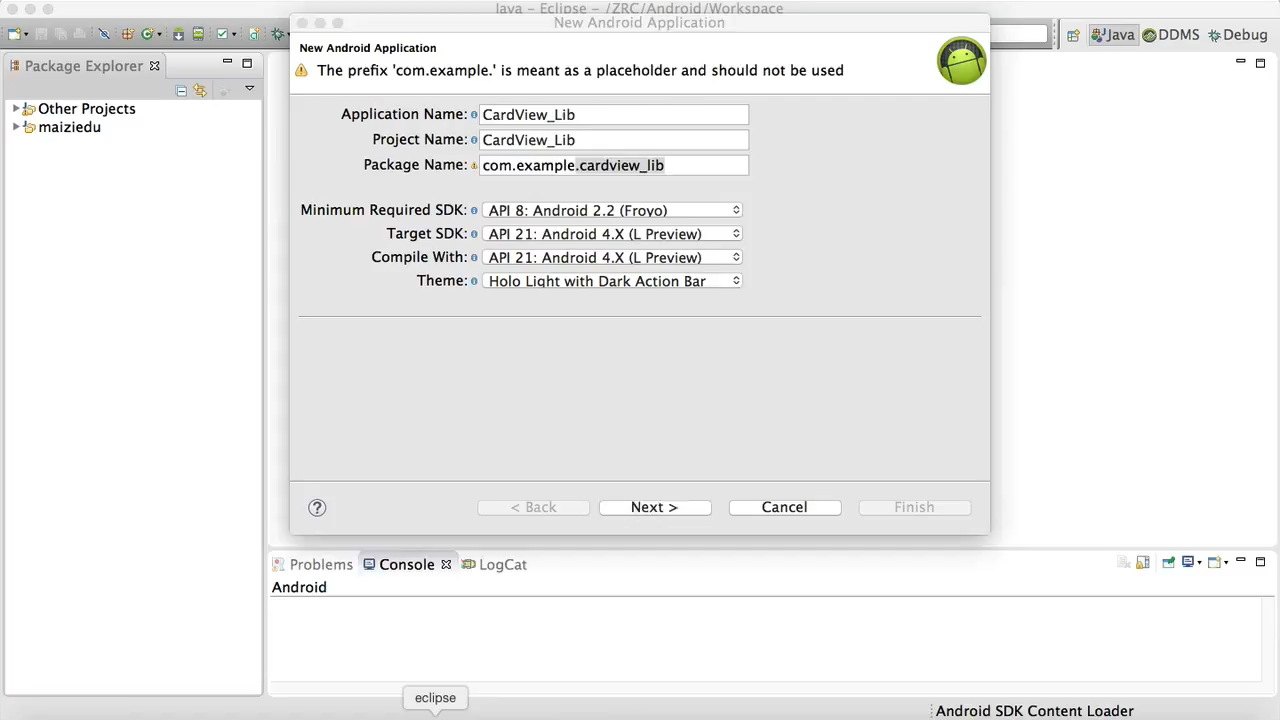 Java – Eclipse – /ZRC/Android/Workspace
New Android Application
Java
DDMS
Debug
Package Explorer
New Android Application
The prefix 'com.example.' is meant as a placeholder and should not be used
Other Projects
maiziedu
Application Name: CardView_Lib
Project Name: CardView_Lib
Package Name: com.example.cardview_lib
Minimum Required SDK: API 8: Android 2.2 (Froyo)
Target SDK: API 21: Android 4.X (L Preview)
Compile With: API 21: Android 4.X (L Preview)
Theme: Holo Light with Dark Action Bar
?
< Back
Next >
Cancel
Finish
Problems
Console
LogCat
Android
eclipse
Android SDK Content Loader